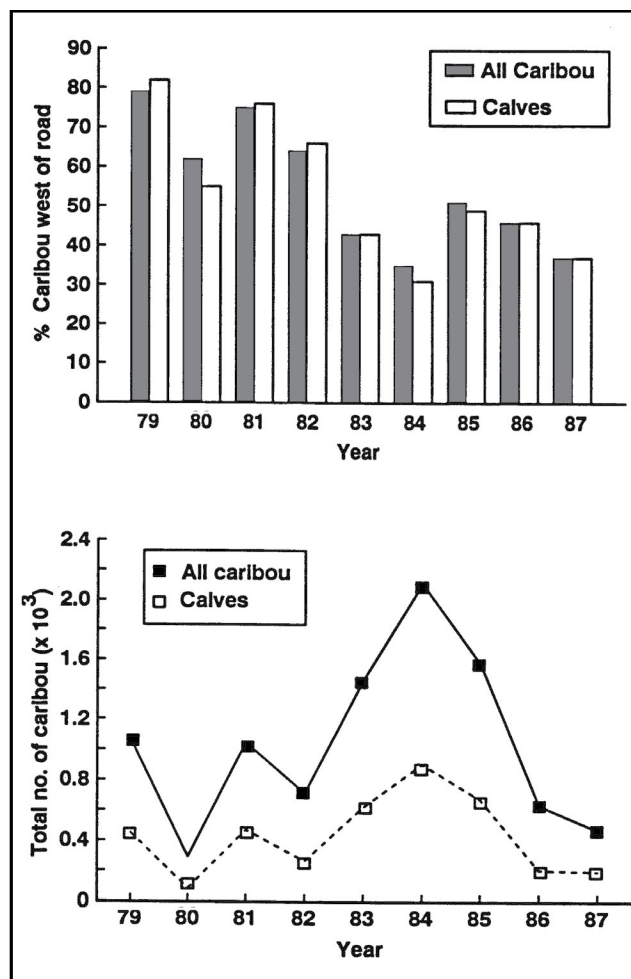 % Caribou west of road
90
80
70
60
50
40
30
20
10
0
All Caribou
Calves
79 80 81 82 83 84 85 86 87
Year
Total no. of caribou (x 10³)
2.4
2.0
1.6
1.2
0.8
0.4
0
All caribou
Calves
79 80 81 82 83 84 85 86 87
Year